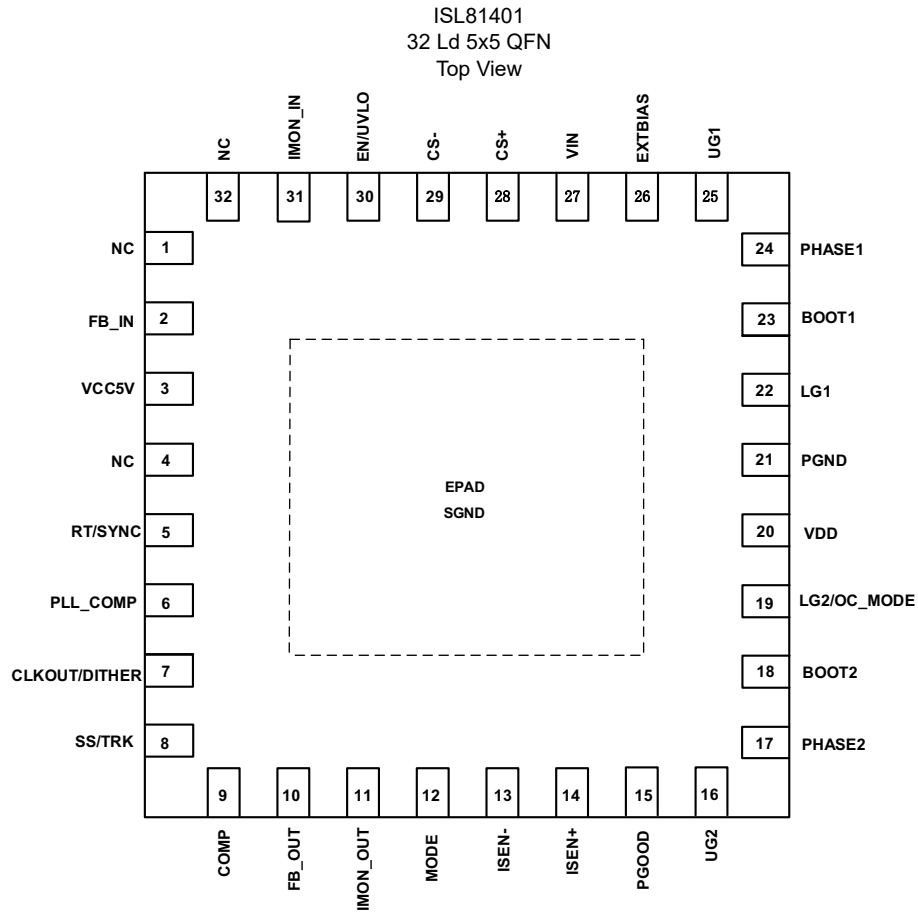 ISL81401
32 Ld 5x5 QFN
Top View
NC
IMON_IN
EN/UVLO
CS-
CS+
VIN
EXTBIAS
UG1
32
31
30
29
28
27
26
25
NC 1
FB_IN 2
VCC5V 3
NC 4
RT/SYNC 5
PLL_COMP 6
CLKOUT/DITHER 7
SS/TRK 8
EPAD
SGND
24 PHASE1
23 BOOT1
22 LG1
21 PGND
20 VDD
19 LG2/OC_MODE
18 BOOT2
17 PHASE2
9
10
11
12
13
14
15
16
COMP
FB_OUT
IMON_OUT
MODE
ISEN-
ISEN+
PGOOD
UG2